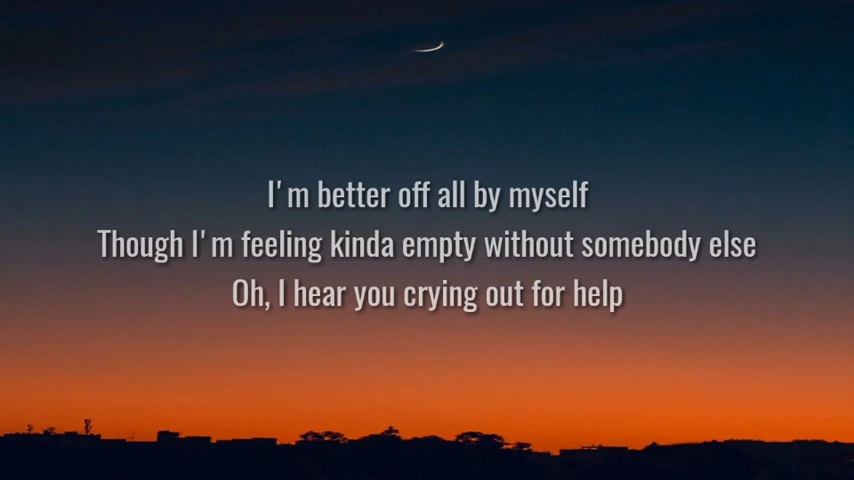 I'm better off all by myself
Though I'm feeling kinda empty without somebody else
Oh, I hear you crying out for help